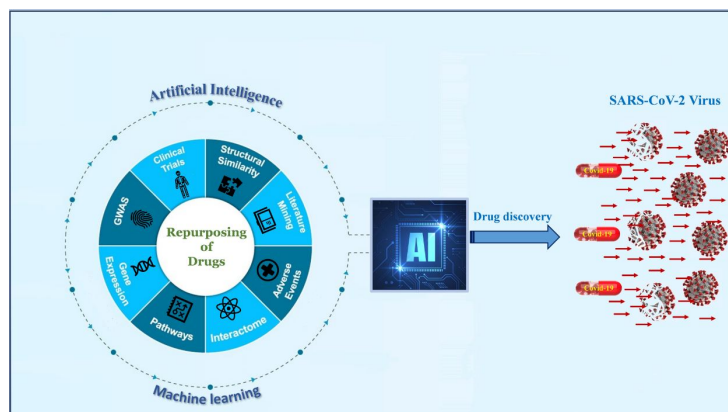 Artificial Intelligence
Clinical
Trials
Structural
Similarity
Literature
Mining
Adverse
Events
Interactome
Pathways
Gene
Expression
GWAS
Repurposing
of
Drugs
Machine learning
AI
Drug discovery
SARS-CoV-2 Virus
Covid-19
Covid-19
Covid-19